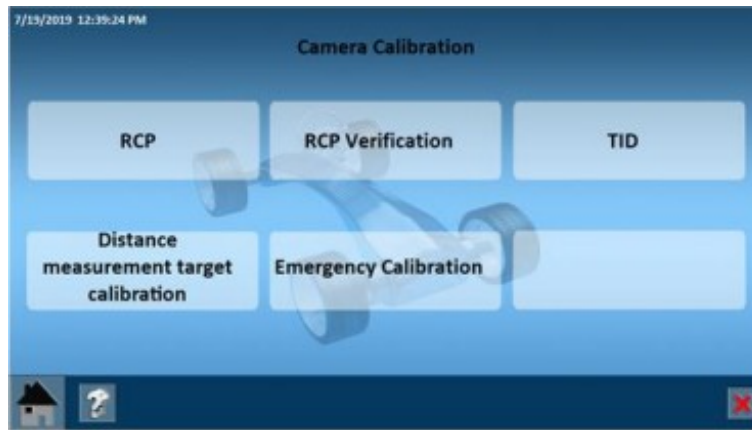 7/19/2019 12:39:24 PM
Camera Calibration
RCP
RCP Verification
TID
Distance
measurement target
calibration
Emergency Calibration
?